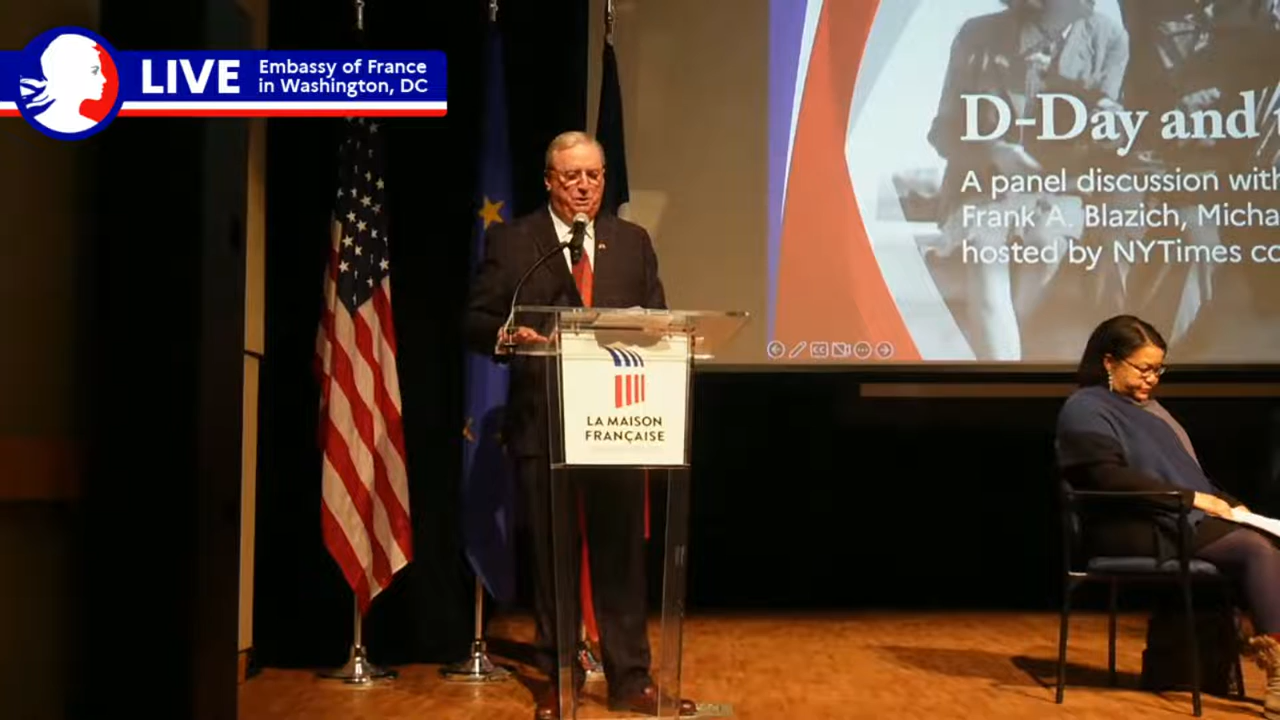 LIVE
Embassy of France
in Washington, DC
D-Day and
A panel discussion with
Frank A. Blazich, Micha
hosted by NYTimes co
CC
LA MAISON
FRANÇAISE